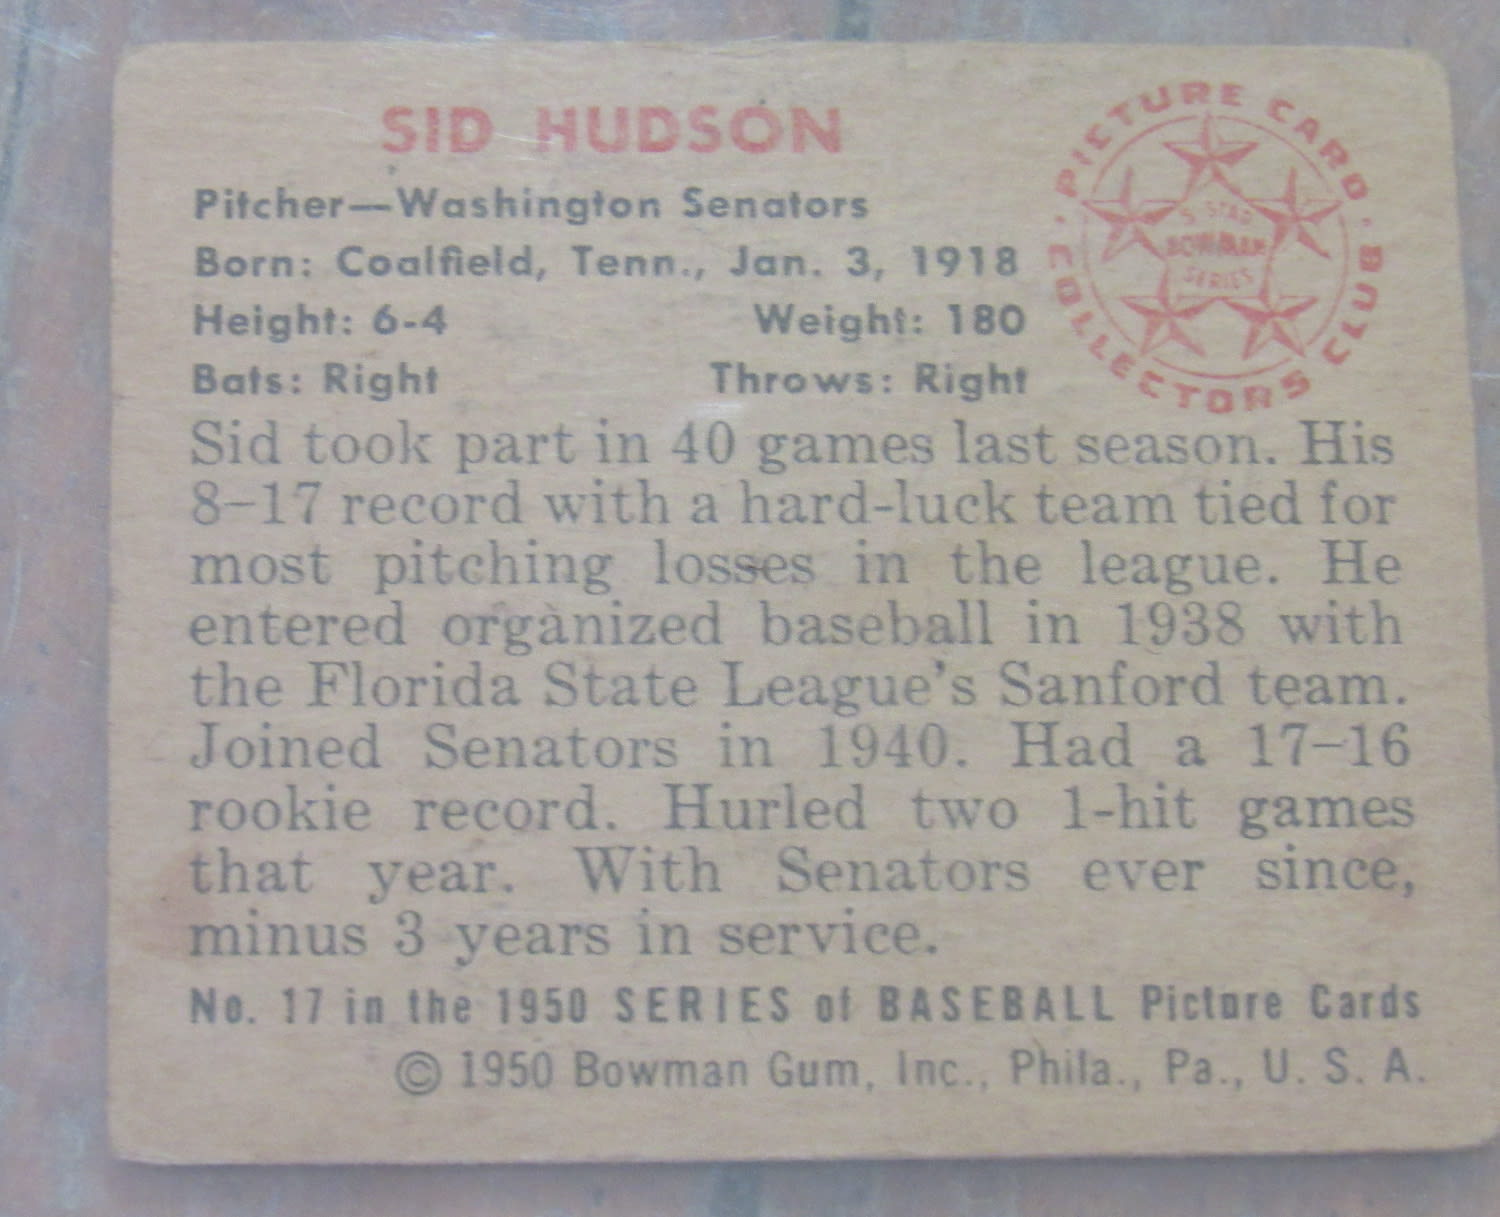 SID HUDSON
Pitcher—Washington Senators
Born: Coalfield, Tenn., Jan. 3, 1918
Height: 6-4 Weight: 180
Bats: Right Throws: Right
PICTURE CARD
COLLECTORS CLUB
5-STAR
BOWMAN
SERIES
Sid took part in 40 games last season. His
8-17 record with a hard-luck team tied for
most pitching losses in the league. He
entered organized baseball in 1938 with
the Florida State League's Sanford team.
Joined Senators in 1940. Had a 17-16
rookie record. Hurled two 1-hit games
that year. With Senators ever since,
minus 3 years in service.
No. 17 in the 1950 SERIES of BASEBALL Picture Cards
© 1950 Bowman Gum, Inc., Phila., Pa., U. S. A.